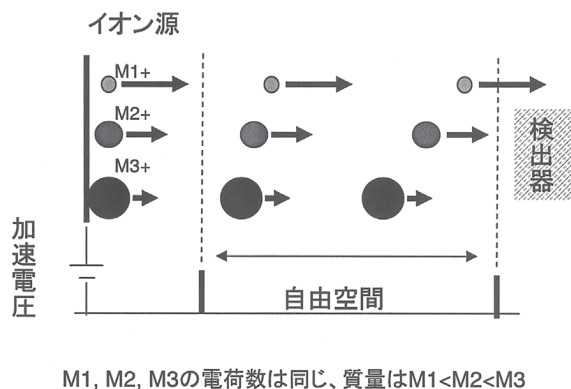 イオン源
M1+
M2+
M3+
検出器
加速電圧
自由空間
M1, M2, M3の電荷数は同じ、質量はM1<M2<M3